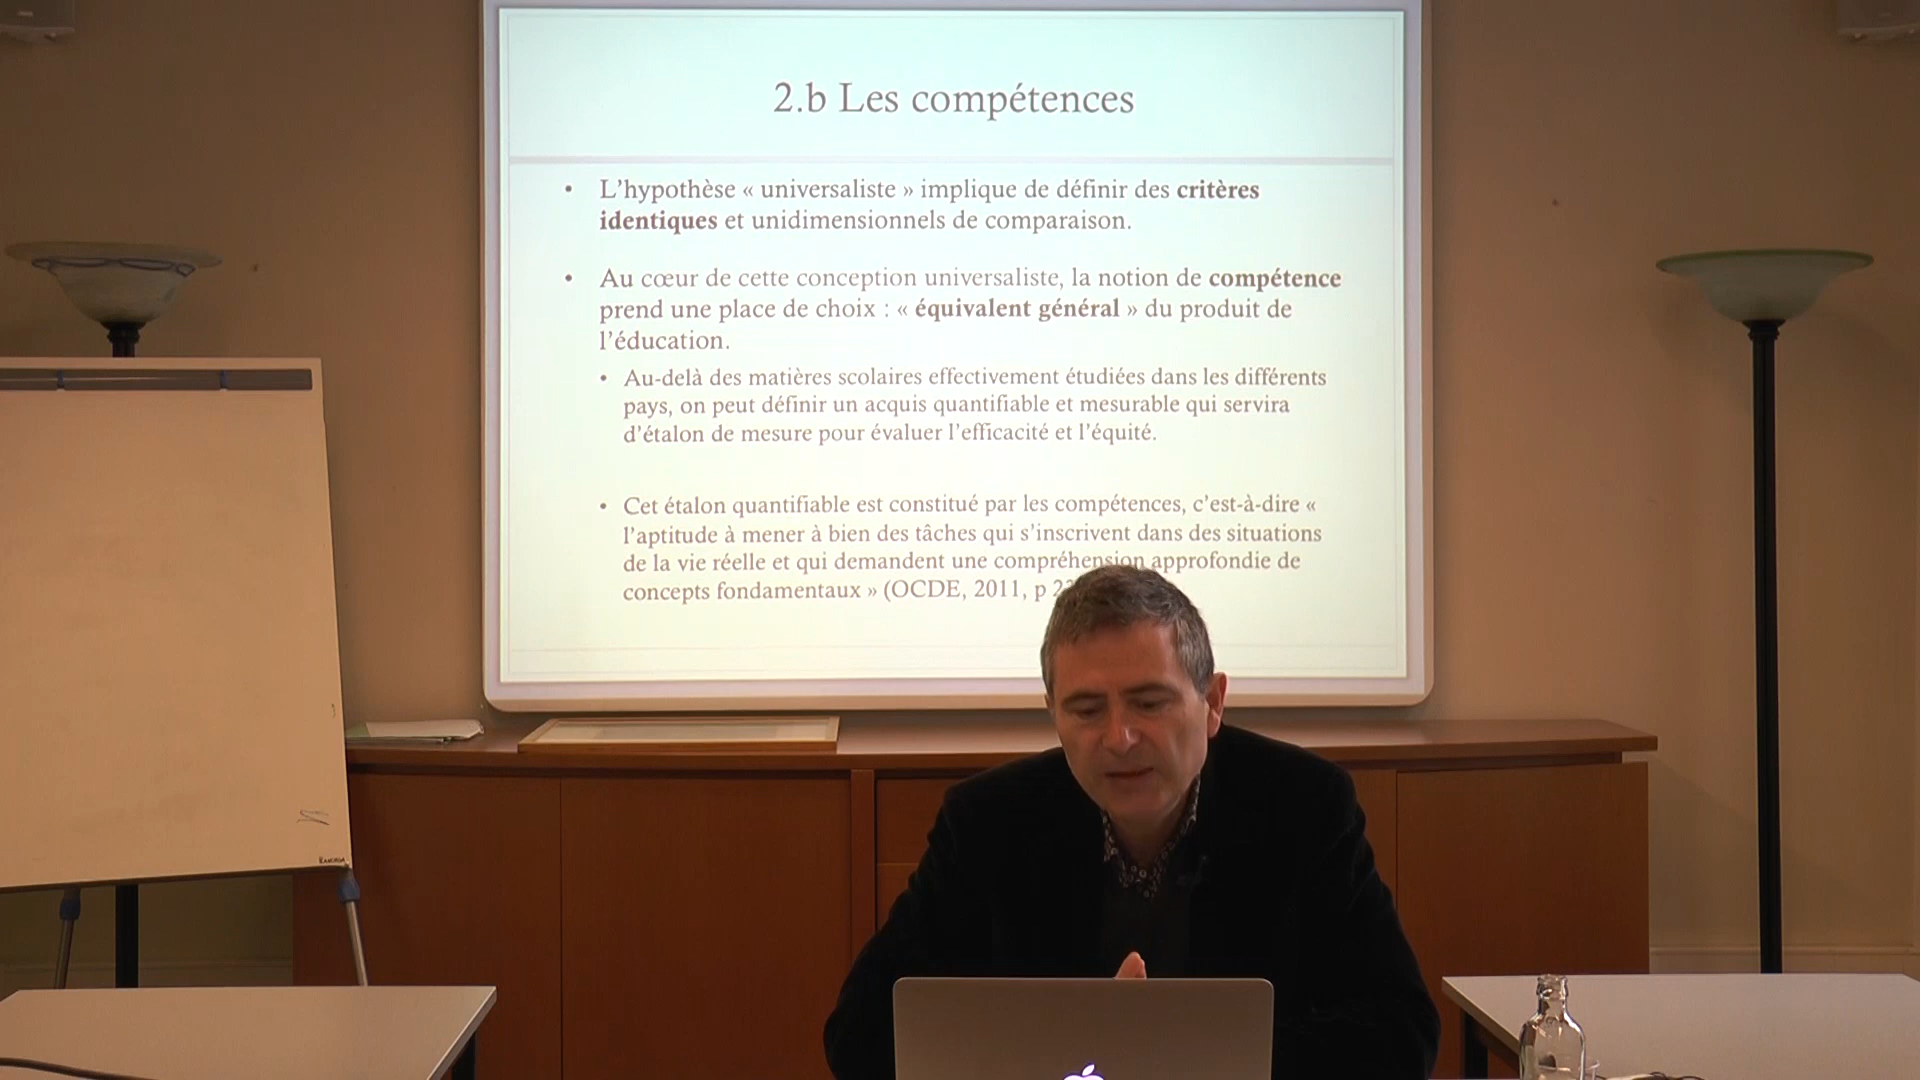 2.b Les compétences
• L’hypothèse « universaliste » implique de définir des critères
identiques et unidimensionnels de comparaison.
• Au cœur de cette conception universaliste, la notion de compétence
prend une place de choix : « équivalent général » du produit de
l’éducation.
• Au-delà des matières scolaires effectivement étudiées dans les différents
pays, on peut définir un acquis quantifiable et mesurable qui servira
d’étalon de mesure pour évaluer l’efficacité et l’équité.
• Cet étalon quantifiable est constitué par les compétences, c’est-à-dire «
l’aptitude à mener à bien des tâches qui s’inscrivent dans des situations
de la vie réelle et qui demandent une compréhension approfondie de
concepts fondamentaux » (OCDE, 2011, p